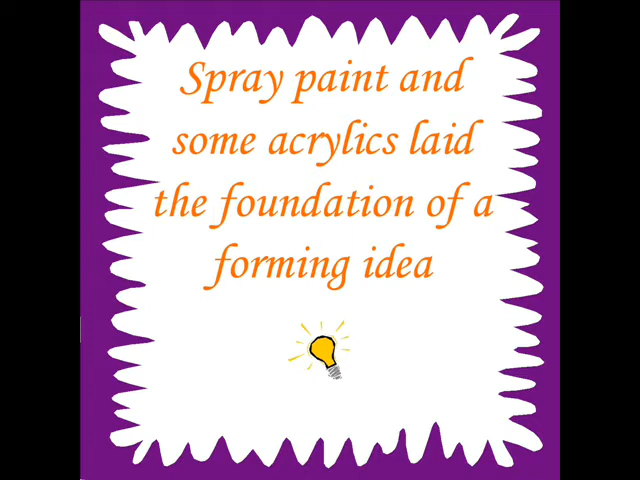 Spray paint and
some acrylics laid
the foundation of a
forming idea